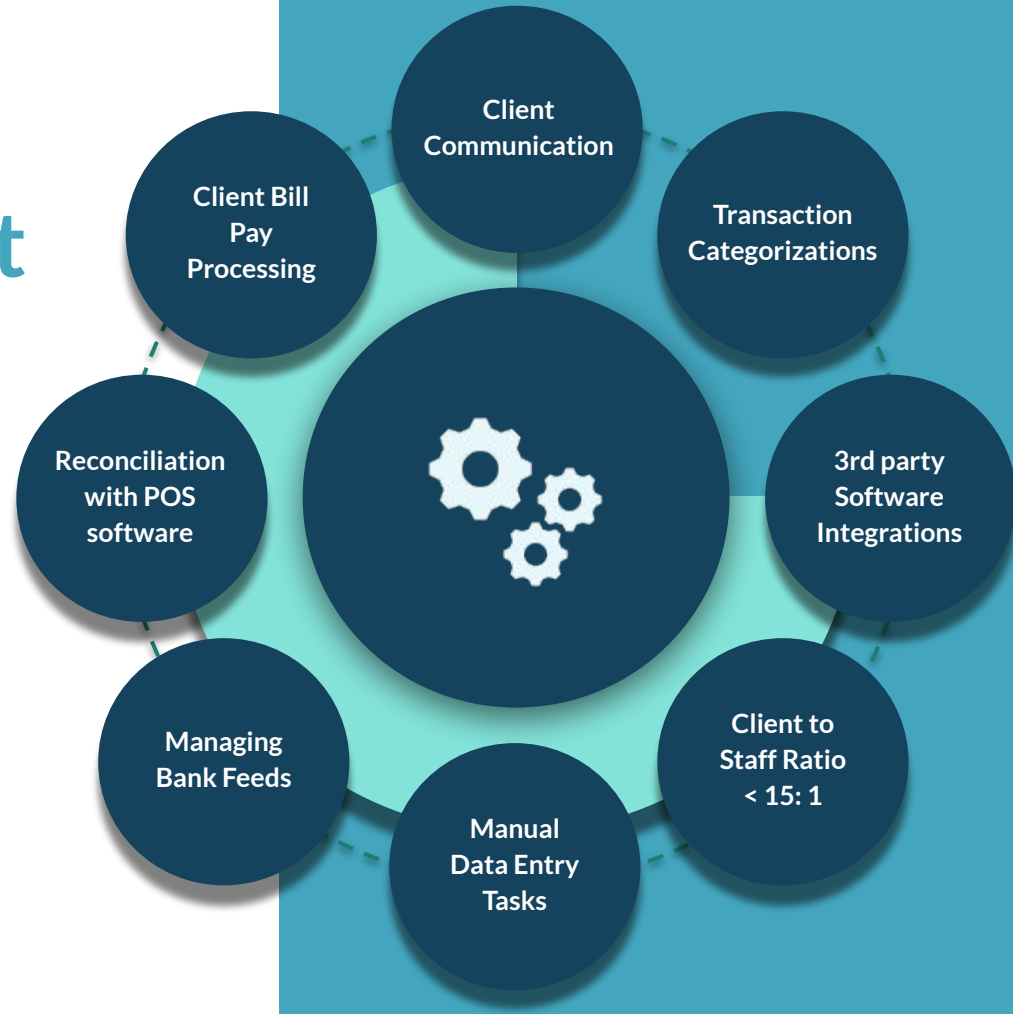 Client
Communication
Transaction
Categorizations
3rd party
Software
Integrations
Client to
Staff Ratio
< 15: 1
Manual
Data Entry
Tasks
Managing
Bank Feeds
Reconciliation
with POS
software
Client Bill
Pay
Processing
t